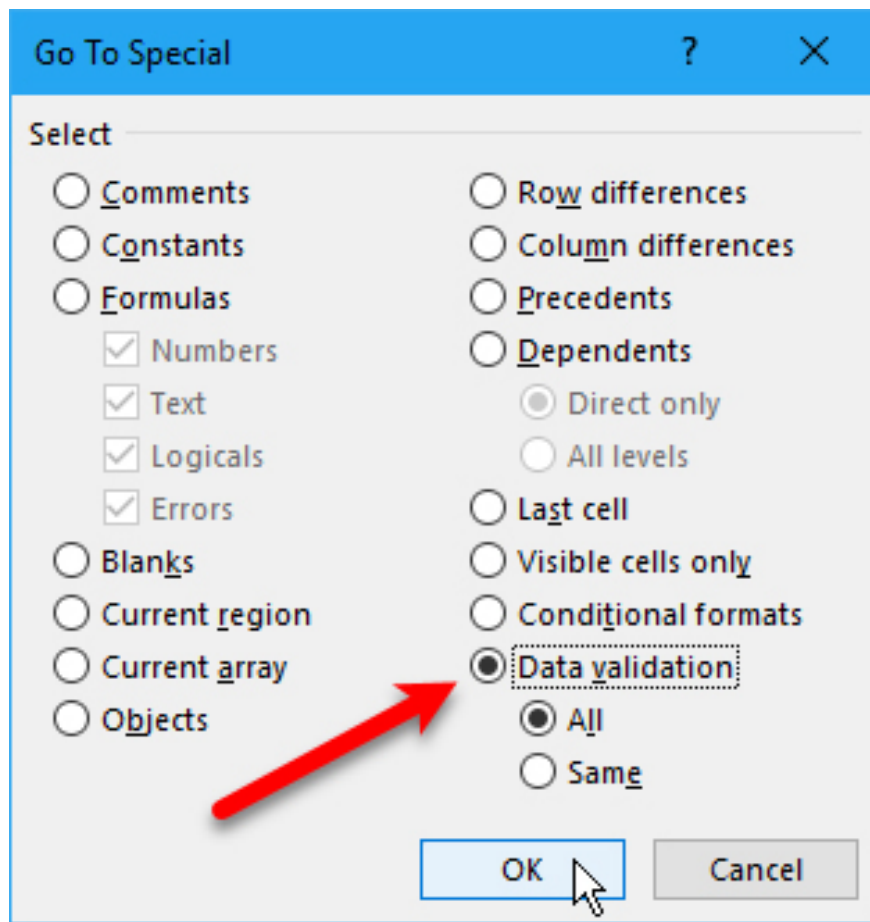 Go To Special ?
Select
Comments
Constants
Formulas
Numbers
Text
Logicals
Errors
Blanks
Current region
Current array
Objects
Row differences
Column differences
Precedents
Dependents
Direct only
All levels
Last cell
Visible cells only
Conditional formats
Data validation
All
Same
OK
Cancel